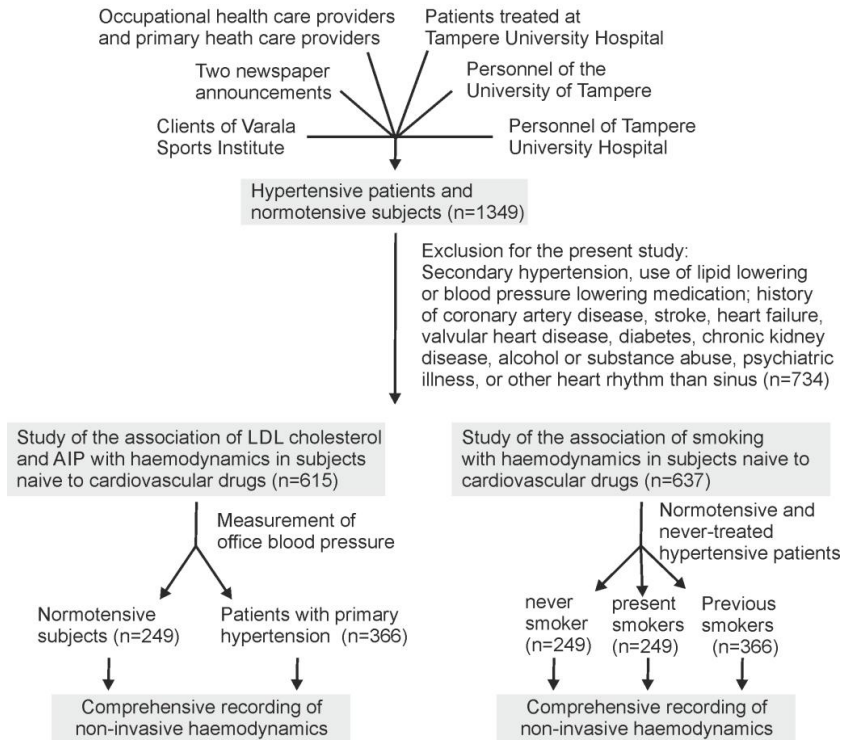 Occupational health care providers
and primary heath care providers
Patients treated at
Tampere University Hospital
Two newspaper
announcements
Personnel of the
University of Tampere
Clients of Varala
Sports Institute
Personnel of Tampere
University Hospital
Hypertensive patients and
normotensive subjects (n=1349)
Exclusion for the present study:
Secondary hypertension, use of lipid lowering
or blood pressure lowering medication; history
of coronary artery disease, stroke, heart failure,
valvular heart disease, diabetes, chronic kidney
disease, alcohol or substance abuse, psychiatric
illness, or other heart rhythm than sinus (n=734)
Study of the association of LDL cholesterol
and AIP with haemodynamics in subjects
naive to cardiovascular drugs (n=615)
Measurement of
office blood pressure
Normotensive
subjects (n=249)
Patients with primary
hypertension (n=366)
Comprehensive recording of
non-invasive haemodynamics
Study of the association of smoking
with haemodynamics in subjects naive to
cardiovascular drugs (n=637)
Normotensive and
never-treated
hypertensive patients
never
smoker
(n=249)
present
smokers
(n=249)
Previous
smokers
(n=366)
Comprehensive recording of
non-invasive haemodynamics